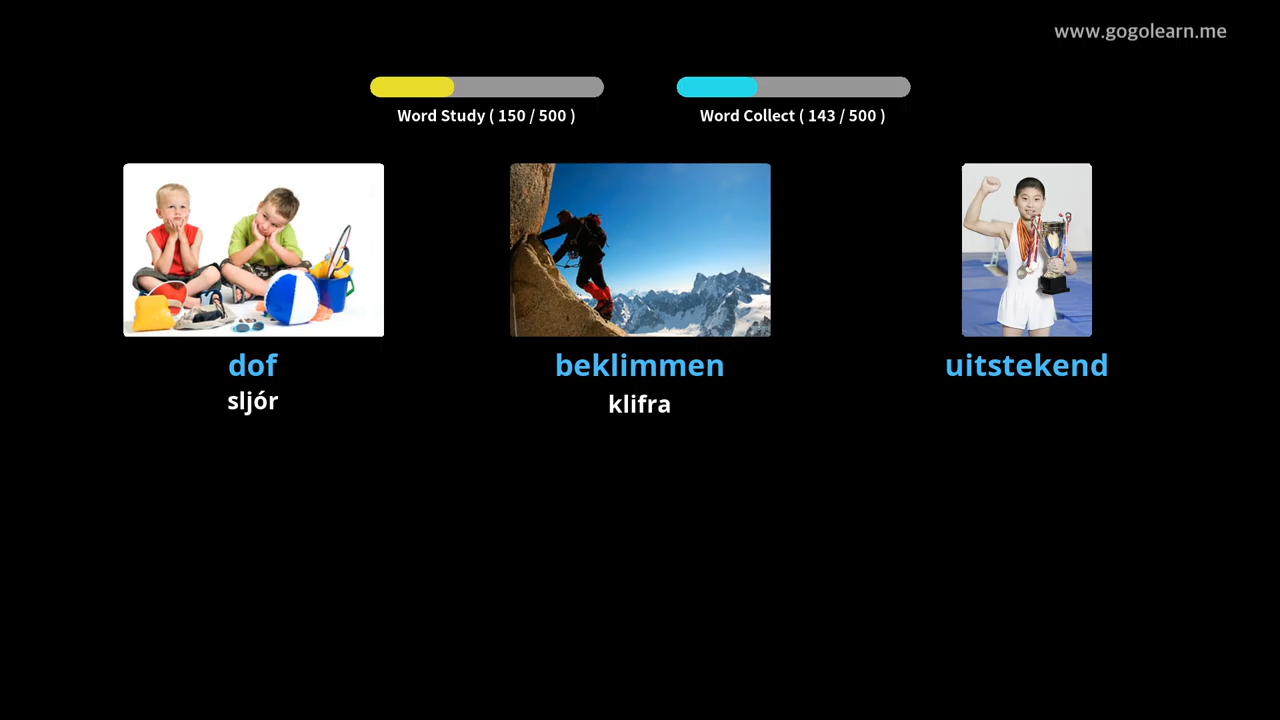 www.gogolearn.me
Word Study ( 150 / 500 )
Word Collect ( 143 / 500 )
dof
beklimmen
uitstekend
sljór
klifra